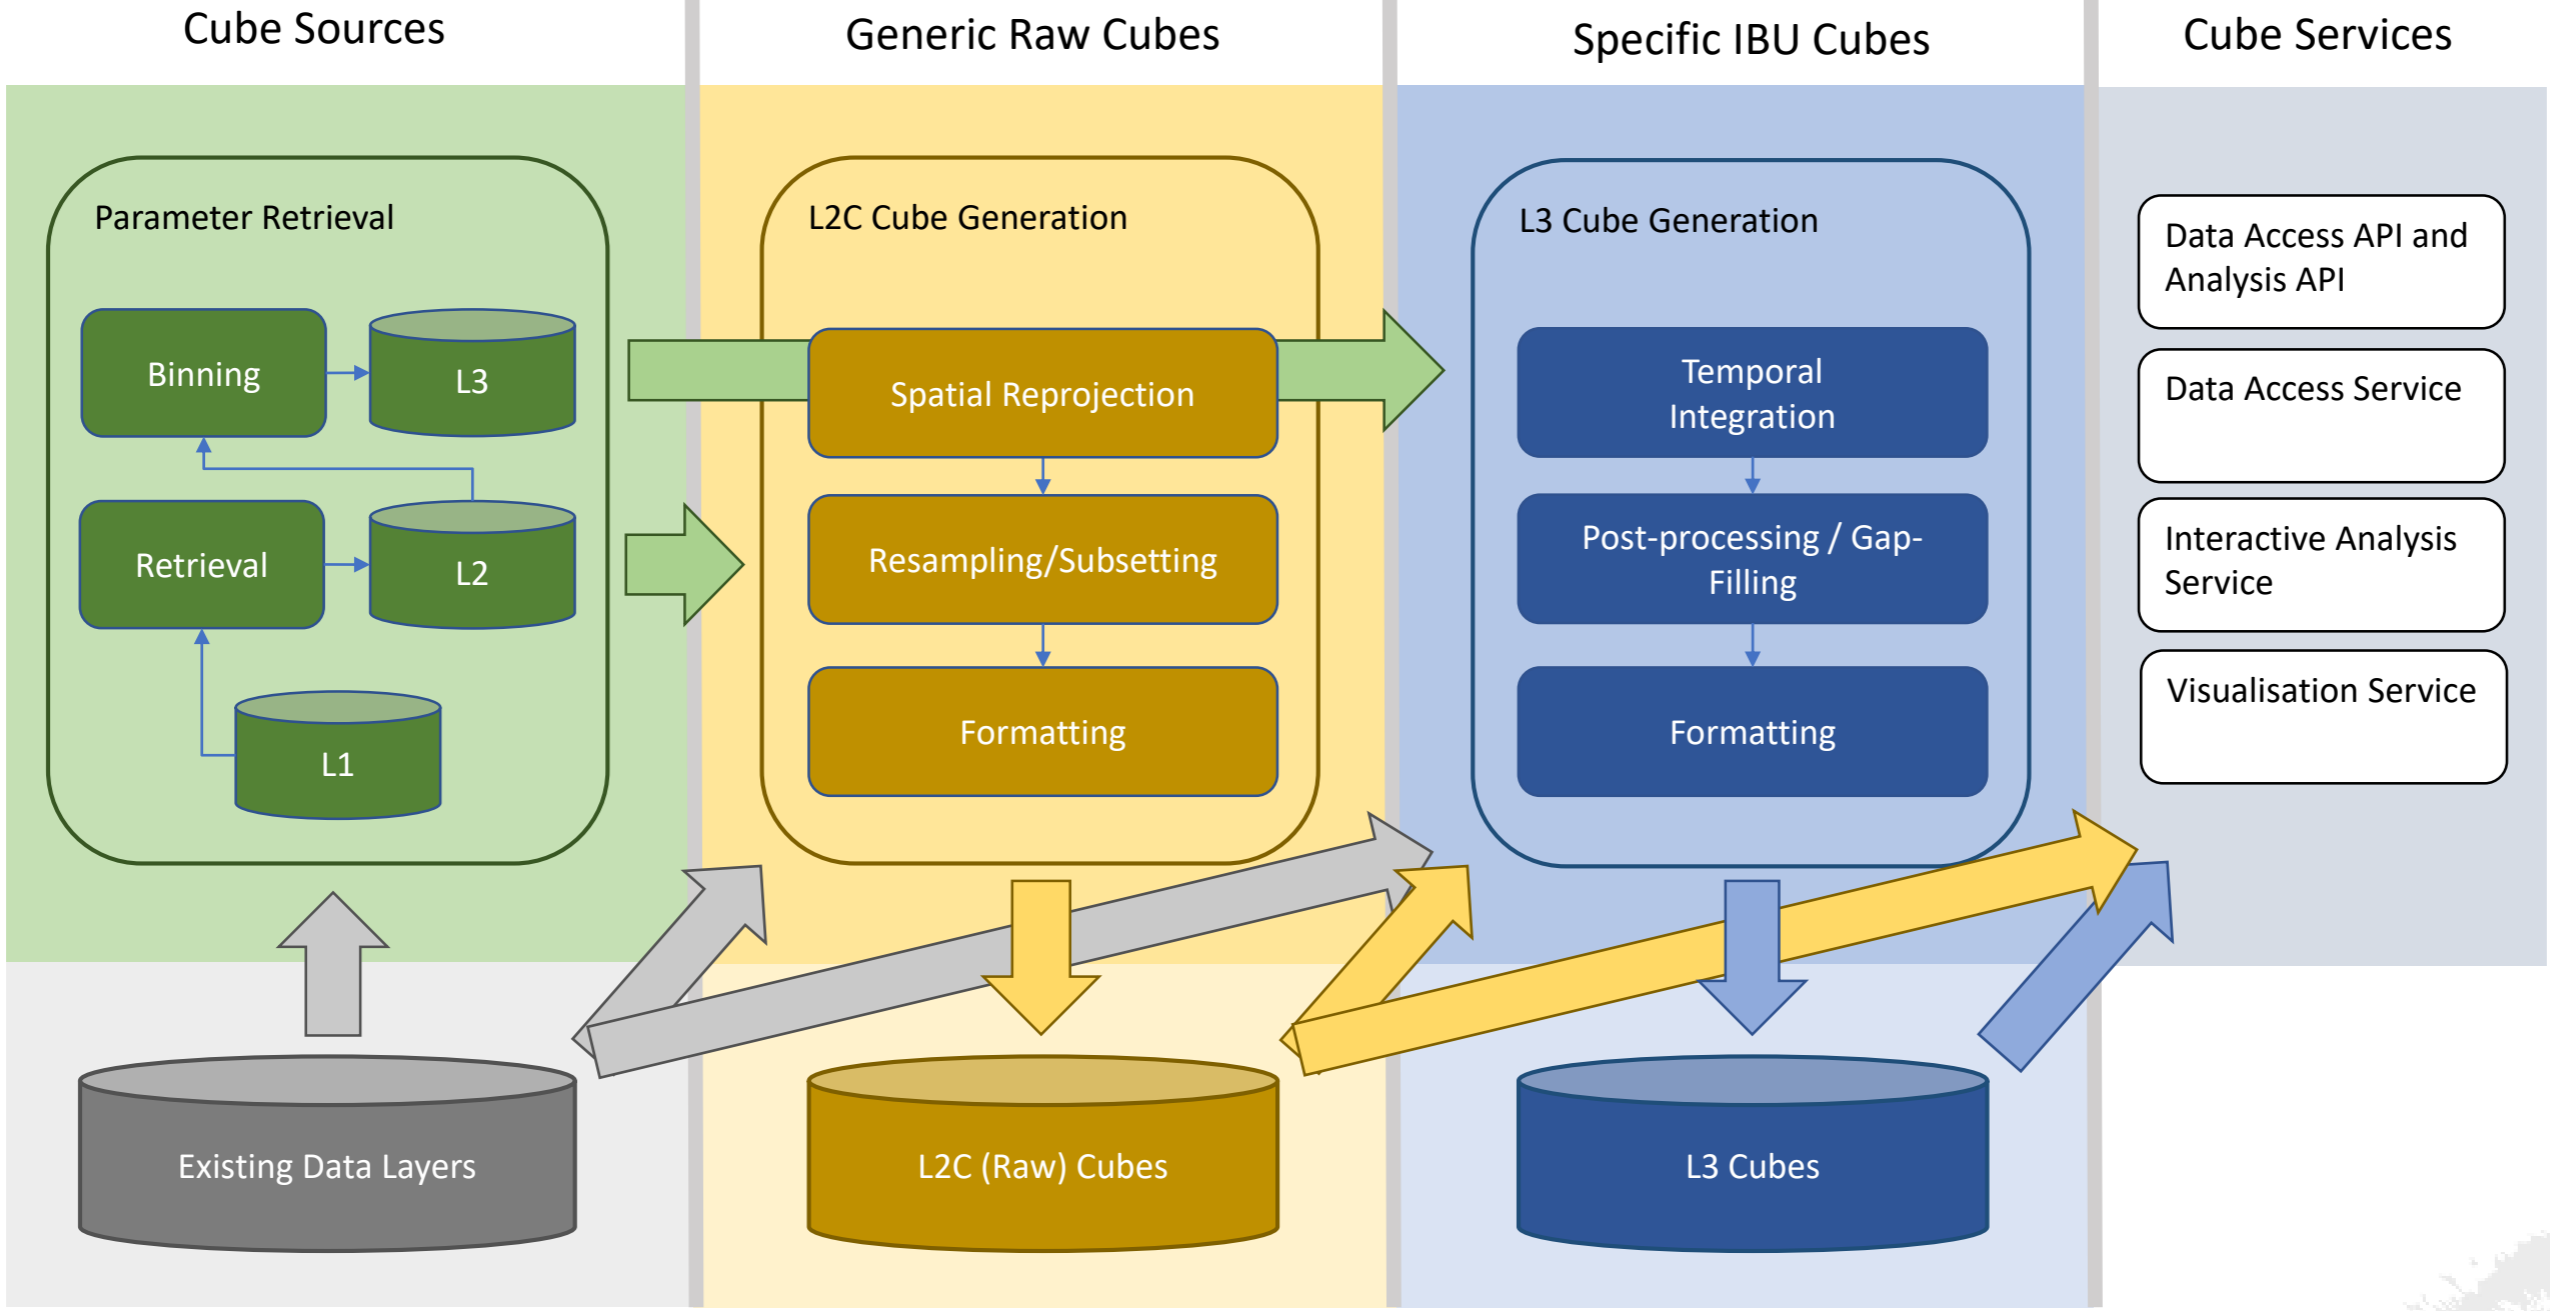 Cube Sources
Generic Raw Cubes
Specific IBU Cubes
Cube Services
Parameter Retrieval
Binning
L3
Retrieval
L2
L1
Existing Data Layers
L2C Cube Generation
Spatial Reprojection
Resampling/Subsetting
Formatting
L2C (Raw) Cubes
L3 Cube Generation
Temporal
Integration
Post-processing / Gap-
Filling
Formatting
L3 Cubes
Data Access API and
Analysis API
Data Access Service
Interactive Analysis
Service
Visualisation Service